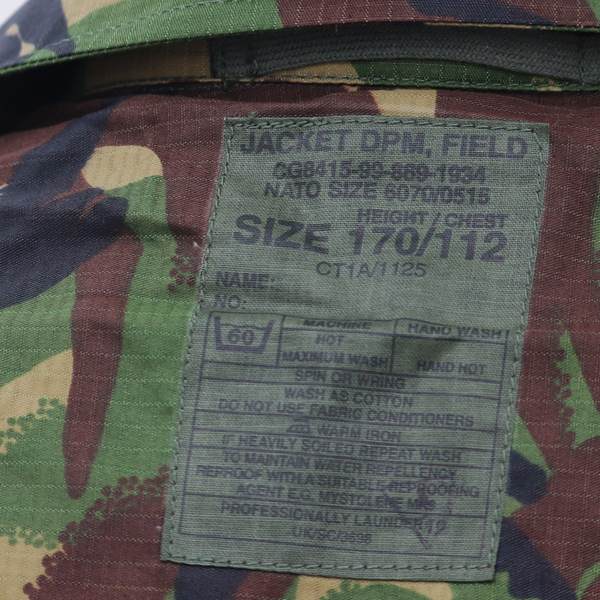 JACKET DPM, FIELD
CG8415-99-869-1934
NATO SIZE 6070/0515
HEIGHT / CHEST
SIZE 170/112
CT1A/1125
NAME:
NO:
60
MACHINE HAND WASH
HOT
MAXIMUM WASH HAND HOT
SPIN OR WRING
WASH AS COTTON
DO NOT USE FABRIC CONDITIONERS
WARM IRON
IF HEAVILY SOILED REPEAT WASH
TO MAINTAIN WATER REPELLENCY
REPROOF WITH A SUITABLE REPROOFING
AGENT E.G. MYSTOLENE MK5
PROFESSIONALLY LAUNDER
UK/SC/3698